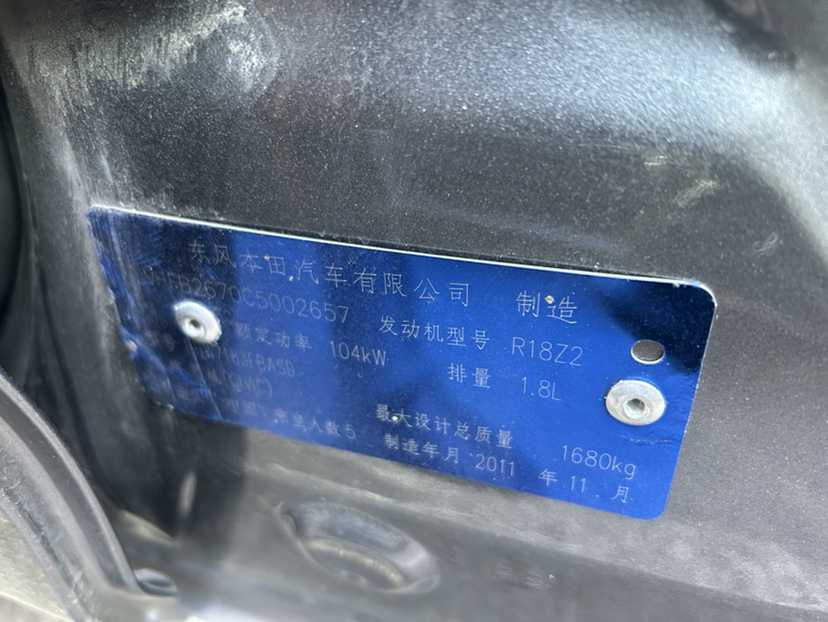 东风本田汽车有限公司 制造
FB2670C5002657 发动机型号 R18Z2
额定功率 104kW 排量 1.8L
7183FBASD 最大设计总质量 1680kg
乘坐人数5 制造年月 2011 年 11 月